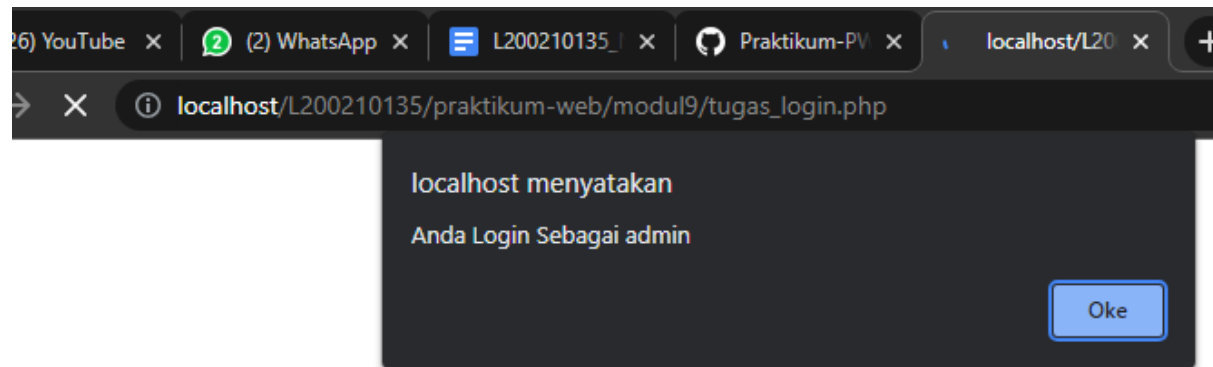 26) YouTube (2) WhatsApp L200210135_ Praktikum-PW localhost/L20
localhost/L200210135/praktikum-web/modul9/tugas_login.php
localhost menyatakan
Anda Login Sebagai admin
Oke